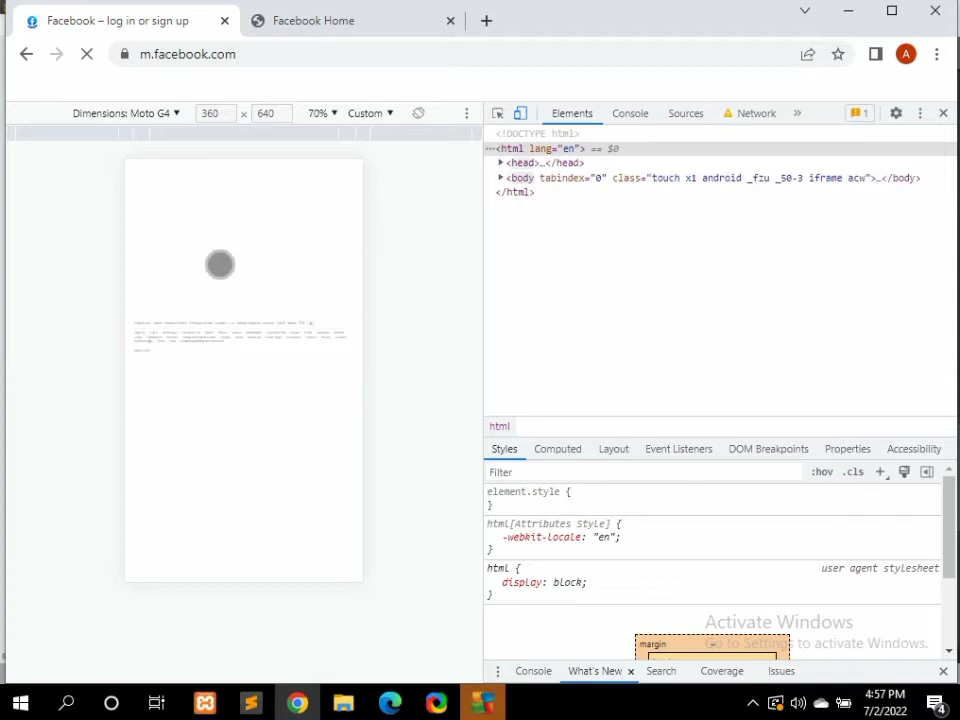 Facebook – log in or sign up
Facebook Home
m.facebook.com
A
Dimensions: Moto G4 ▼ 360 × 640 70% ▼ Custom ▼
Elements Console Sources Network » 1
<!DOCTYPE html>
•••<html lang="en"> == $0
<head>…</head>
<body tabindex="0" class="touch x1 android _fzu _50-3 iframe acw">…</body>
</html>
html
Styles Computed Layout Event Listeners DOM Breakpoints Properties Accessibility
Filter :hov .cls +
element.style {
}
html[Attributes Style] {
-webkit-locale: "en";
}
html { user agent stylesheet
display: block;
}
Activate Windows
Go to Settings to activate Windows.
margin
Console What's New Search Coverage Issues
4:57 PM
7/2/2022
4